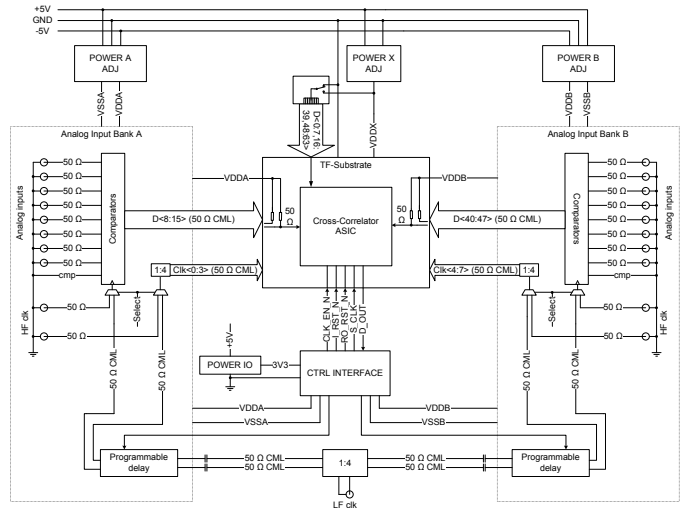 +5V
GND
-5V
POWER A
ADJ
POWER X
ADJ
POWER B
ADJ
VSSA
VDDA
D<0:7,16:
39,48:63>
VDDX
VDDB
VSSB
Analog Input Bank A
TF-Substrate
Analog Input Bank B
Analog inputs
50 Ω
50 Ω
50 Ω
50 Ω
50 Ω
50 Ω
50 Ω
50 Ω
cmp
Comparators
VDDA
D<8:15> (50 Ω CML)
50
Ω
Cross-Correlator
ASIC
50
Ω
VDDB
D<40:47> (50 Ω CML)
Comparators
50 Ω
50 Ω
50 Ω
50 Ω
50 Ω
50 Ω
50 Ω
50 Ω
cmp
Analog inputs
1:4
Clk<0:3> (50 Ω CML)
Clk<4:7> (50 Ω CML)
1:4
HF clk
50 Ω
50 Ω
Select
Select
50 Ω
50 Ω
HF clk
CLK_EN_N
I_RST_N
RO_RST_N
S_CLK
D_OUT
50 Ω CML
50 Ω CML
50 Ω CML
50 Ω CML
+5V
POWER IO
3V3
CTRL INTERFACE
VDDA
VSSA
VDDB
VSSB
Programmable
delay
50 Ω CML
50 Ω CML
1:4
50 Ω CML
50 Ω CML
Programmable
delay
LF clk